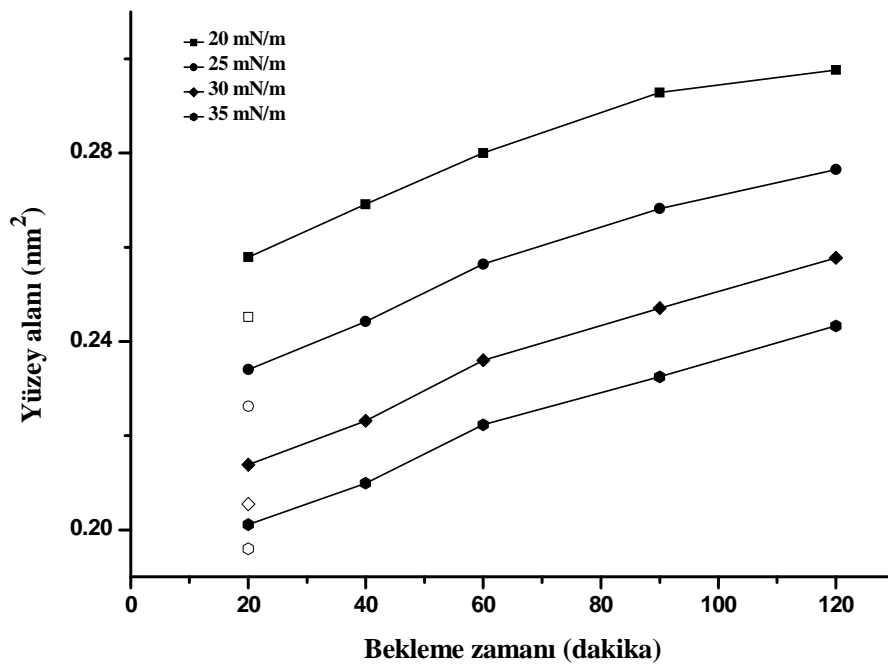 20 mN/m
25 mN/m
30 mN/m
35 mN/m
0.28
0.24
0.20
Yüzey alanı (nm²)
0 20 40 60 80 100 120
Bekleme zamanı (dakika)